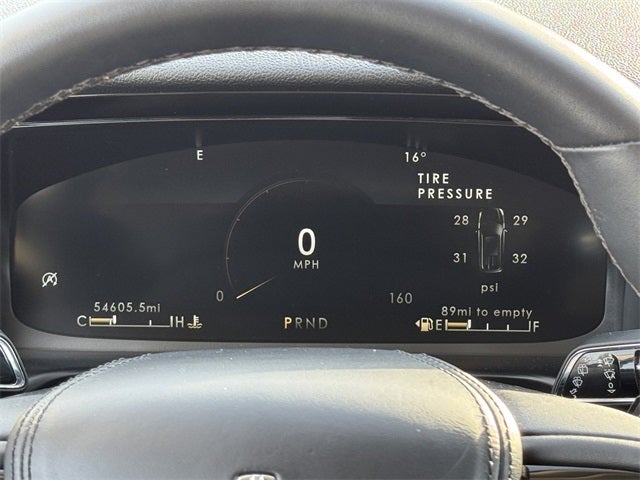 E
16°
TIRE
PRESSURE
28 29
0
MPH
31 32
psi
0
160
54605.5mi
89mi to empty
C H
PRND
E F